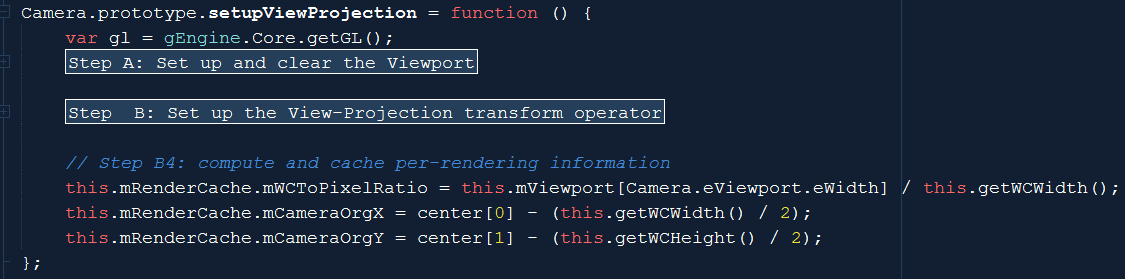 Camera.prototype.setupViewProjection = function () {
var gl = gEngine.Core.getGL();
Step A: Set up and clear the Viewport
Step  B: Set up the View-Projection transform operator
// Step B4: compute and cache per-rendering information
this.mRenderCache.mWCToPixelRatio = this.mViewport[Camera.eViewport.eWidth] / this.getWCWidth();
this.mRenderCache.mCameraOrgX = center[0] - (this.getWCWidth() / 2);
this.mRenderCache.mCameraOrgY = center[1] - (this.getWCHeight() / 2);
};